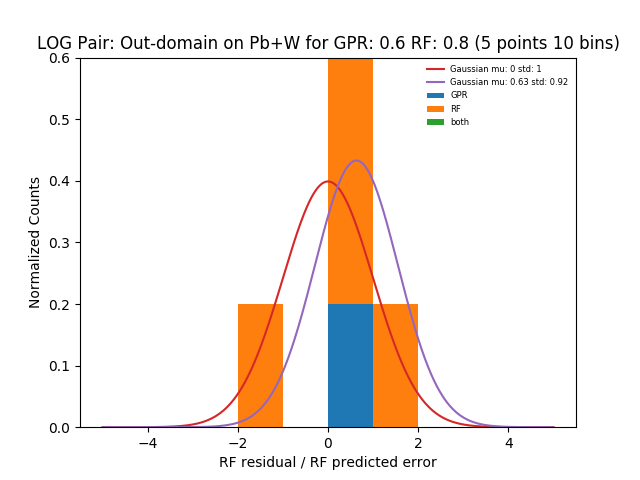 LOG Pair: Out-domain on Pb+W for GPR: 0.6 RF: 0.8 (5 points 10 bins)
Gaussian mu: 0 std: 1
Gaussian mu: 0.63 std: 0.92
GPR
RF
both
Normalized Counts
0.6
0.5
0.4
0.3
0.2
0.1
0.0
−4 −2 0 2 4
RF residual / RF predicted error